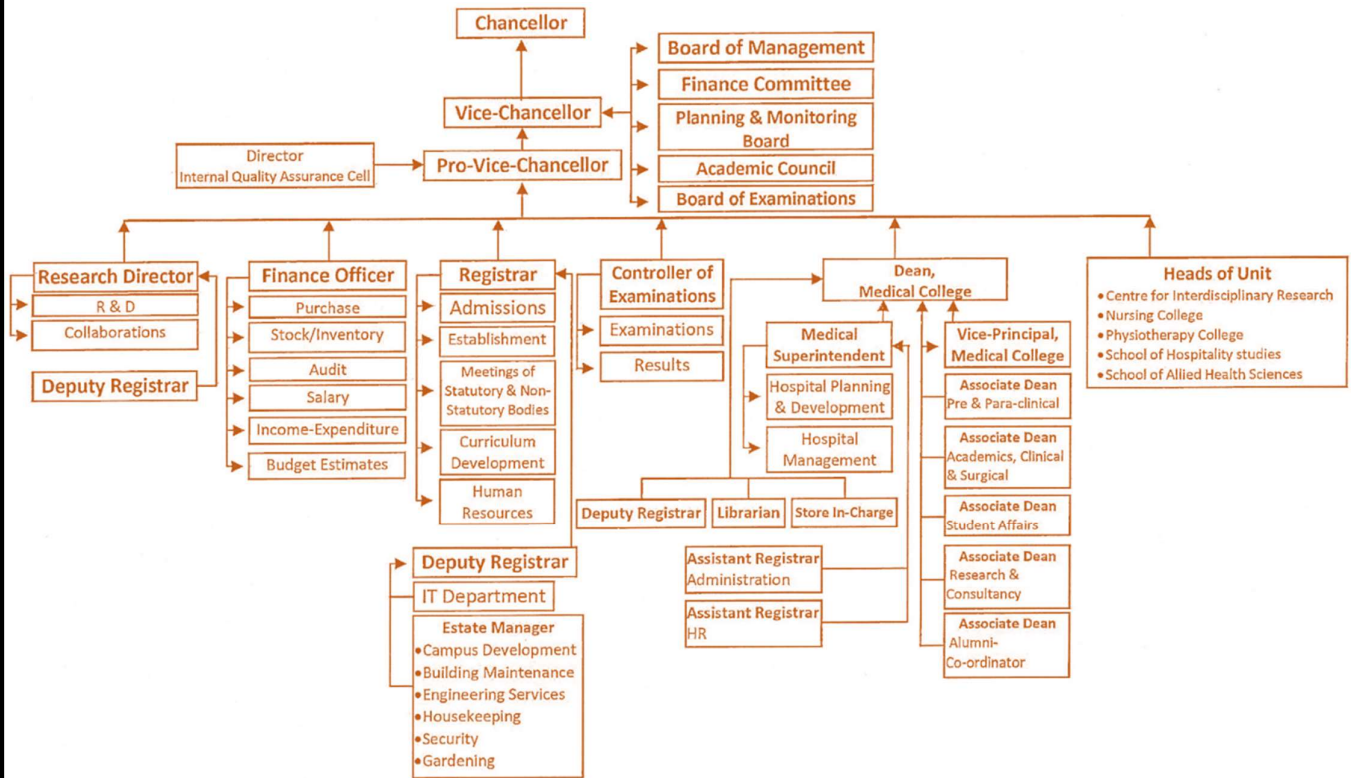 Chancellor
Board of Management
Finance Committee
Vice-Chancellor
Planning & Monitoring
Board
Director
Internal Quality Assurance Cell
Pro-Vice-Chancellor
Academic Council
Board of Examinations
Research Director
R & D
Collaborations
Deputy Registrar
Finance Officer
Purchase
Stock/Inventory
Audit
Salary
Income-Expenditure
Budget Estimates
Registrar
Admissions
Establishment
Meetings of
Statutory & Non-
Statutory Bodies
Curriculum
Development
Human
Resources
Deputy Registrar
IT Department
Estate Manager
•Campus Development
•Building Maintenance
•Engineering Services
•Housekeeping
•Security
•Gardening
Controller of
Examinations
Examinations
Results
Dean,
Medical College
Medical
Superintendent
Hospital Planning
& Development
Hospital
Management
Deputy Registrar
Librarian
Store In-Charge
Assistant Registrar
Administration
Assistant Registrar
HR
Vice-Principal,
Medical College
Associate Dean
Pre & Para-clinical
Associate Dean
Academics, Clinical
& Surgical
Associate Dean
Student Affairs
Associate Dean
Research &
Consultancy
Associate Dean
Alumni-
Co-ordinator
Heads of Unit
•Centre for Interdisciplinary Research
•Nursing College
•Physiotherapy College
•School of Hospitality studies
•School of Allied Health Sciences